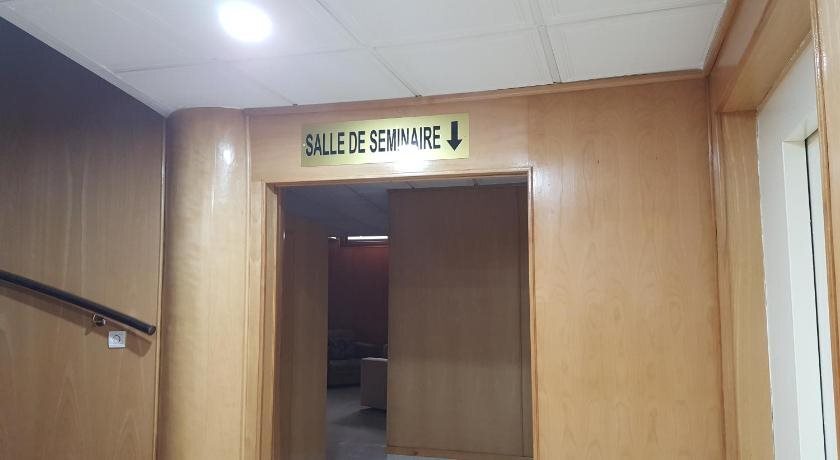 SALLE DE SEMINAIRE ↓